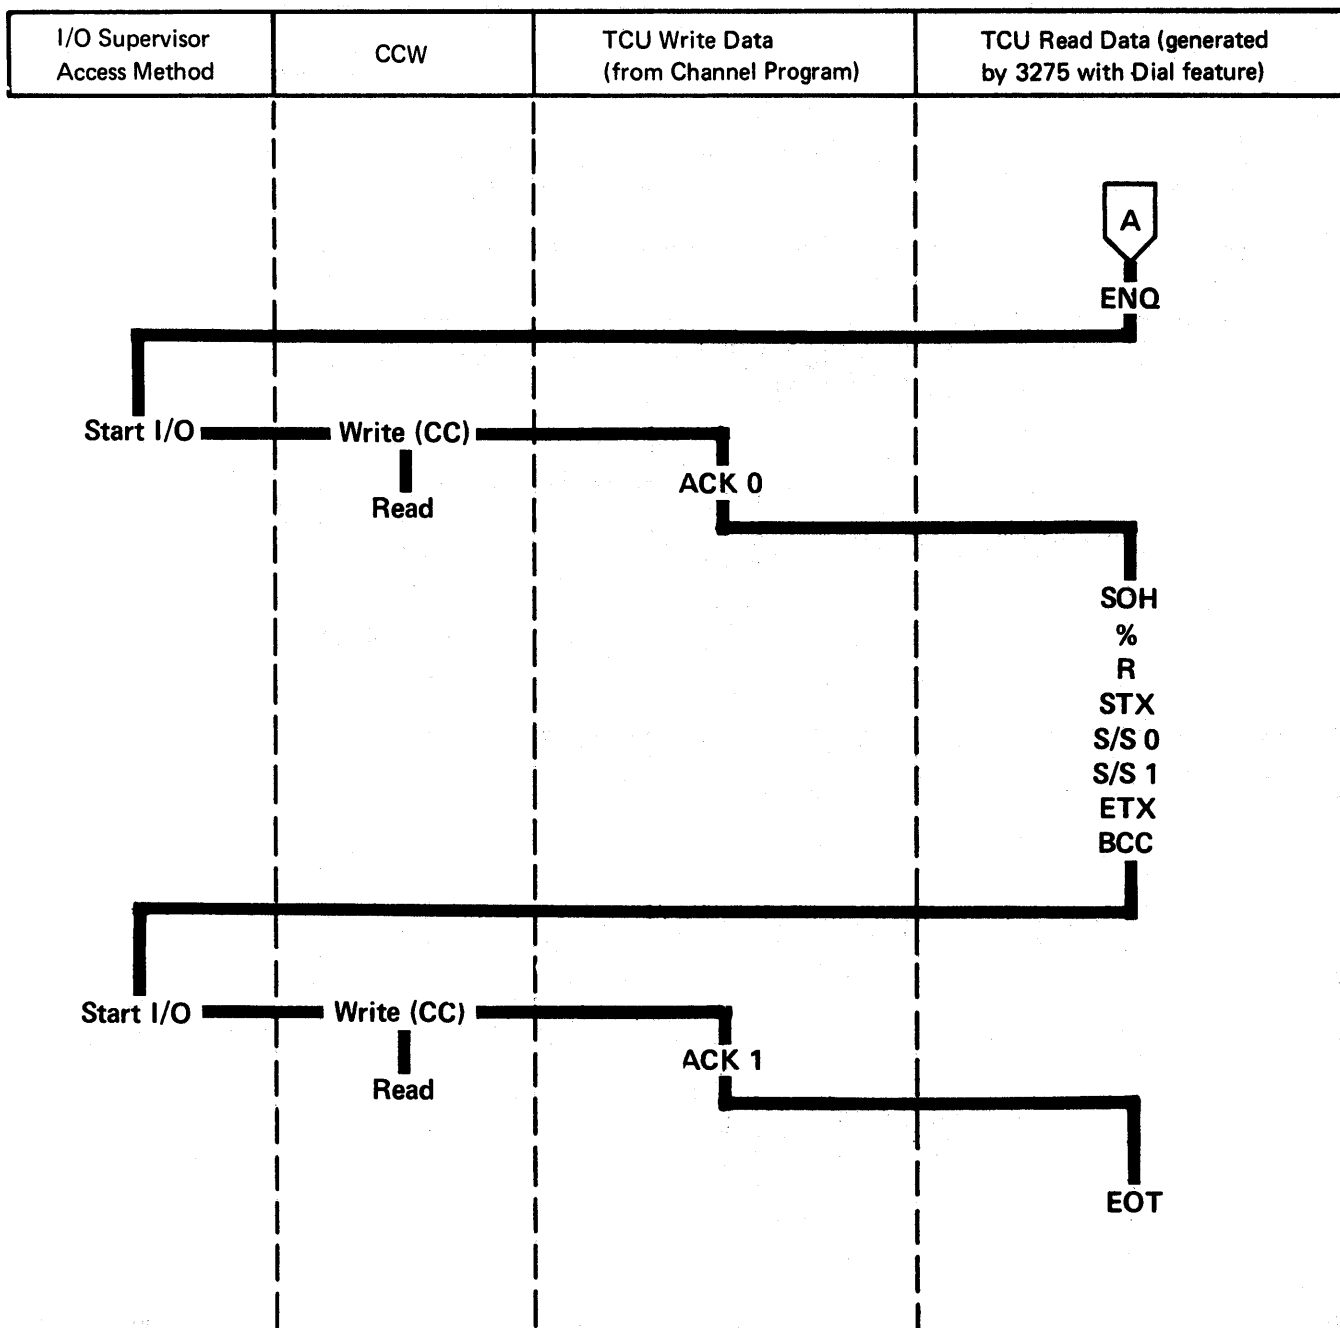 I/O Supervisor
Access Method
CCW
TCU Write Data
(from Channel Program)
TCU Read Data (generated
by 3275 with Dial feature)
A
ENQ
Start I/O
Write (CC)
Read
ACK 0
SOH
%
R
STX
S/S 0
S/S 1
ETX
BCC
Start I/O
Write (CC)
Read
ACK 1
EOT